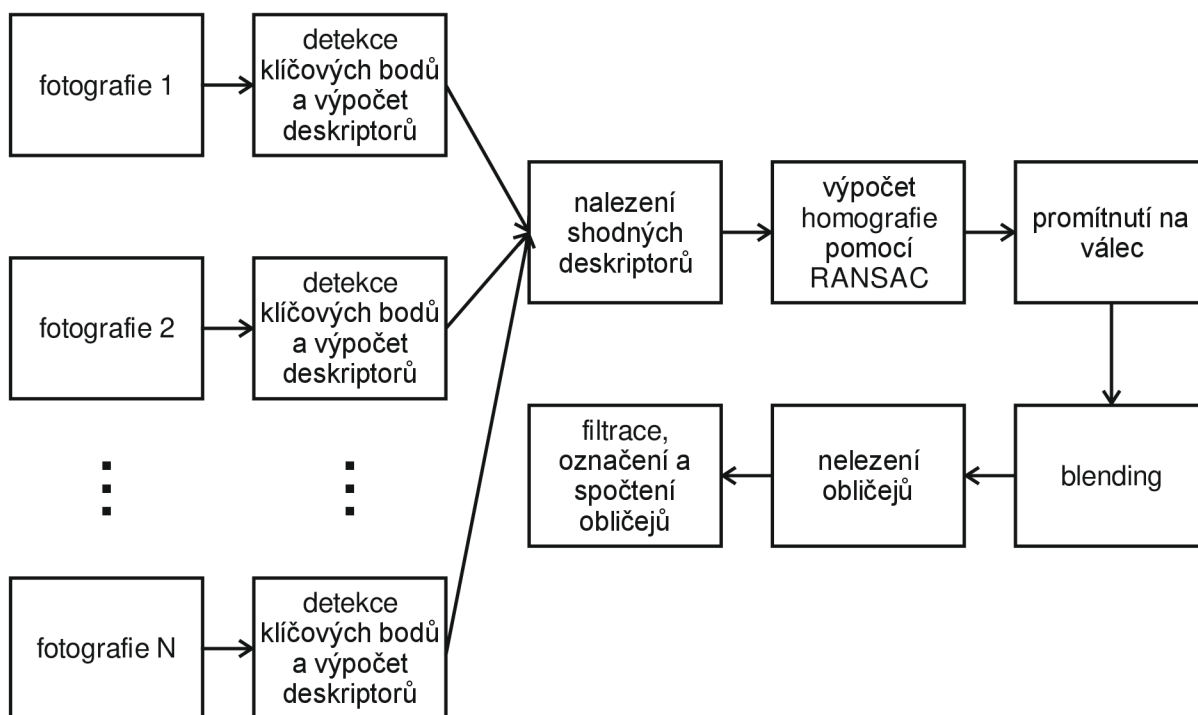 fotografie 1
detekce
klíčových bodů
a výpočet
deskriptorů
fotografie 2
detekce
klíčových bodů
a výpočet
deskriptorů
fotografie N
detekce
klíčových bodů
a výpočet
deskriptorů
nalezení
shodných
deskriptorů
výpočet
homografie
pomocí
RANSAC
promítnutí na
válec
blending
nelezení
obličejů
filtrace,
označení a
spočtení
obličejů